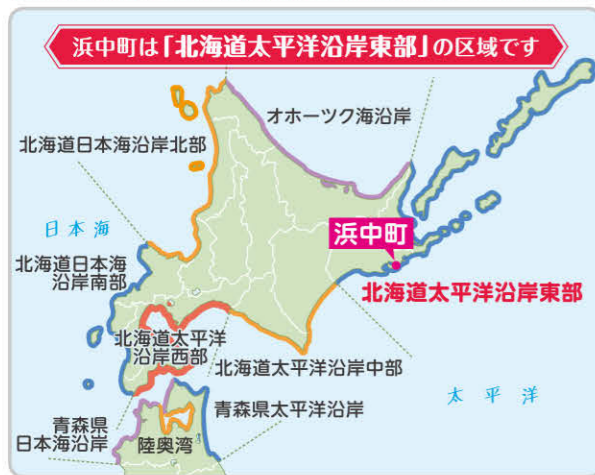 浜中町は「北海道太平洋沿岸東部」の区域です
オホーツク海沿岸
北海道日本海沿岸北部
日本海
浜中町
北海道日本海
沿岸南部
北海道太平洋沿岸東部
北海道太平洋
沿岸西部
北海道太平洋沿岸中部
太平洋
青森県太平洋沿岸
青森県
日本海沿岸
陸奥湾